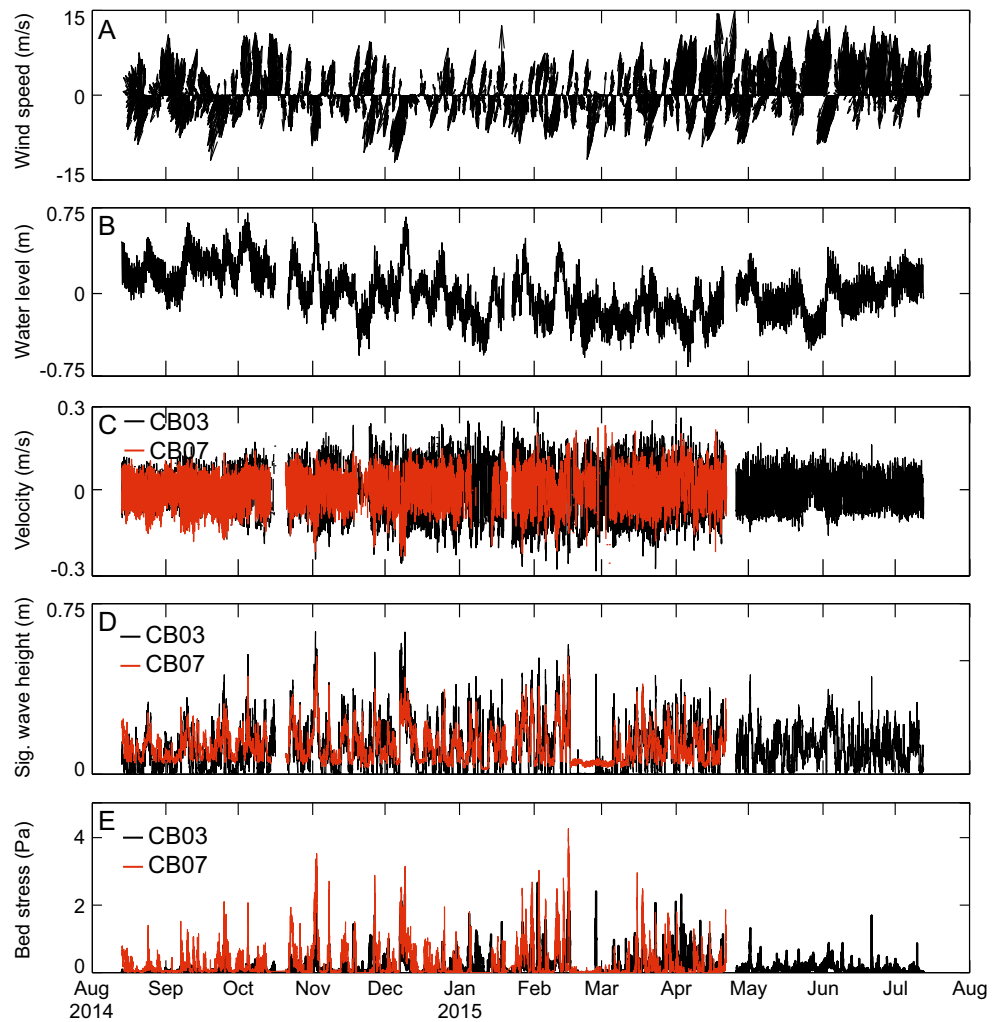 A
Wind speed (m/s)
15
0
-15
B
Water level (m)
0.75
0
-0.75
C
CB03
CB07
Velocity (m/s)
0.3
0
-0.3
D
CB03
CB07
Sig. wave height (m)
0.75
0
E
CB03
CB07
Bed stress (Pa)
4
2
0
Aug Sep Oct Nov Dec Jan Feb Mar Apr May Jun Jul Aug
2014 2015